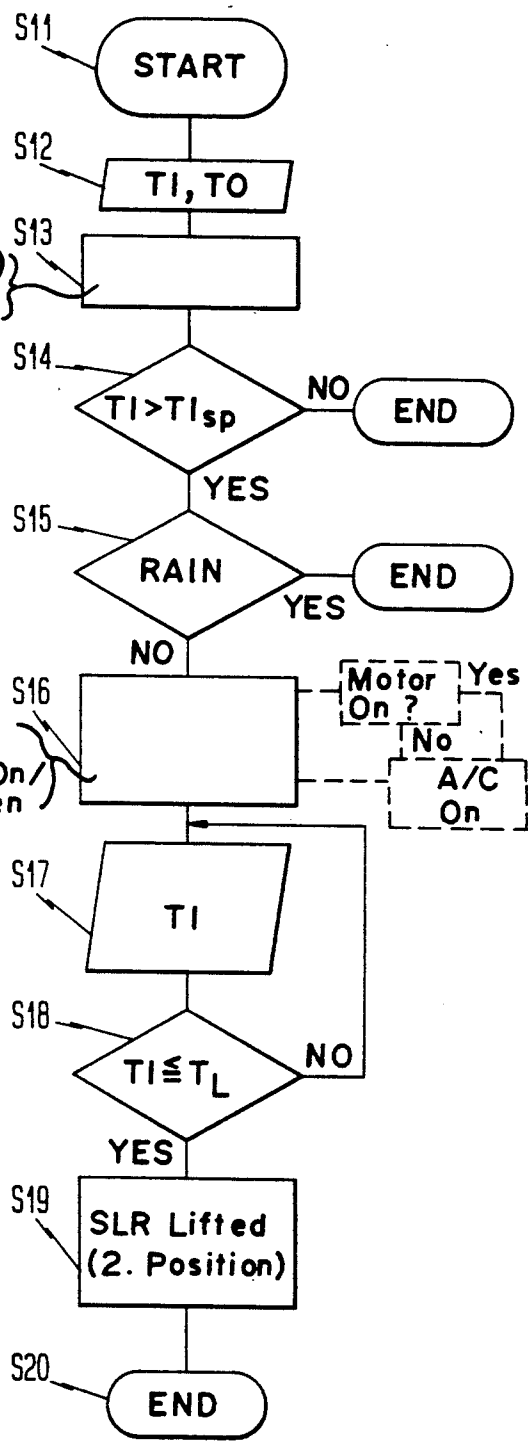 S11
START
S12
TI, TO
S13
S14
TI>TIsp
NO
END
YES
S15
RAIN
END
YES
NO
S16
Motor
On ?
Yes
No
A/C
On
S17
TI
S18
TI≦TL
NO
YES
S19
SLR Lifted
(2. Position)
S20
END